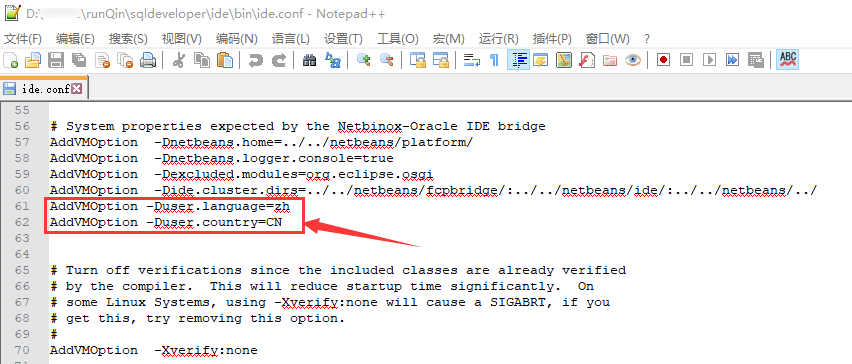 D:\ .\runQin\sqldeveloper\ide\bin\ide.conf - Notepad++
文件(F) 编辑(E) 搜索(S) 视图(V) 编码(N) 语言(L) 设置(T) 工具(O) 宏(M) 运行(R) 插件(P) 窗口(W) ?
ABC
ide.conf
55
56 # System properties expected by the Netbinox-Oracle IDE bridge
57 AddVMOption  -Dnetbeans.home=../../netbeans/platform/
58 AddVMOption  -Dnetbeans.logger.console=true
59 AddVMOption  -Dexcluded.modules=org.eclipse.osgi
60 AddVMOption  -Dide.cluster.dirs=../../netbeans/fcpbridge/:../../netbeans/ide/:../../netbeans/../
61 AddVMOption -Duser.language=zh
62 AddVMOption -Duser.country=CN
63
64
65 # Turn off verifications since the included classes are already verified
66 # by the compiler.  This will reduce startup time significantly.  On
67 # some Linux Systems, using -Xverify:none will cause a SIGABRT, if you
68 # get this, try removing this option.
69 #
70 AddVMOption  -Xverify:none